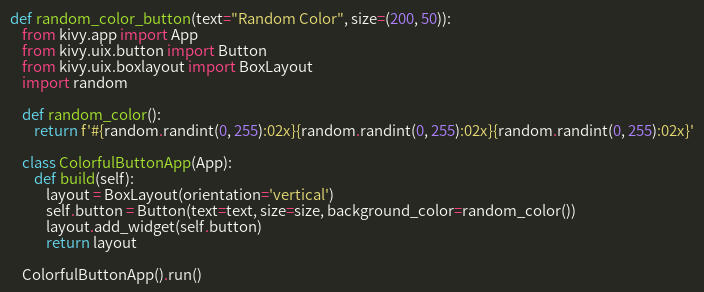 def random_color_button(text="Random Color", size=(200, 50)):
    from kivy.app import App
    from kivy.uix.button import Button
    from kivy.uix.boxlayout import BoxLayout
    import random

    def random_color():
        return f'#{random.randint(0, 255):02x}{random.randint(0, 255):02x}{random.randint(0, 255):02x}'

    class ColorfulButtonApp(App):
        def build(self):
            layout = BoxLayout(orientation='vertical')
            self.button = Button(text=text, size=size, background_color=random_color())
            layout.add_widget(self.button)
            return layout

    ColorfulButtonApp().run()